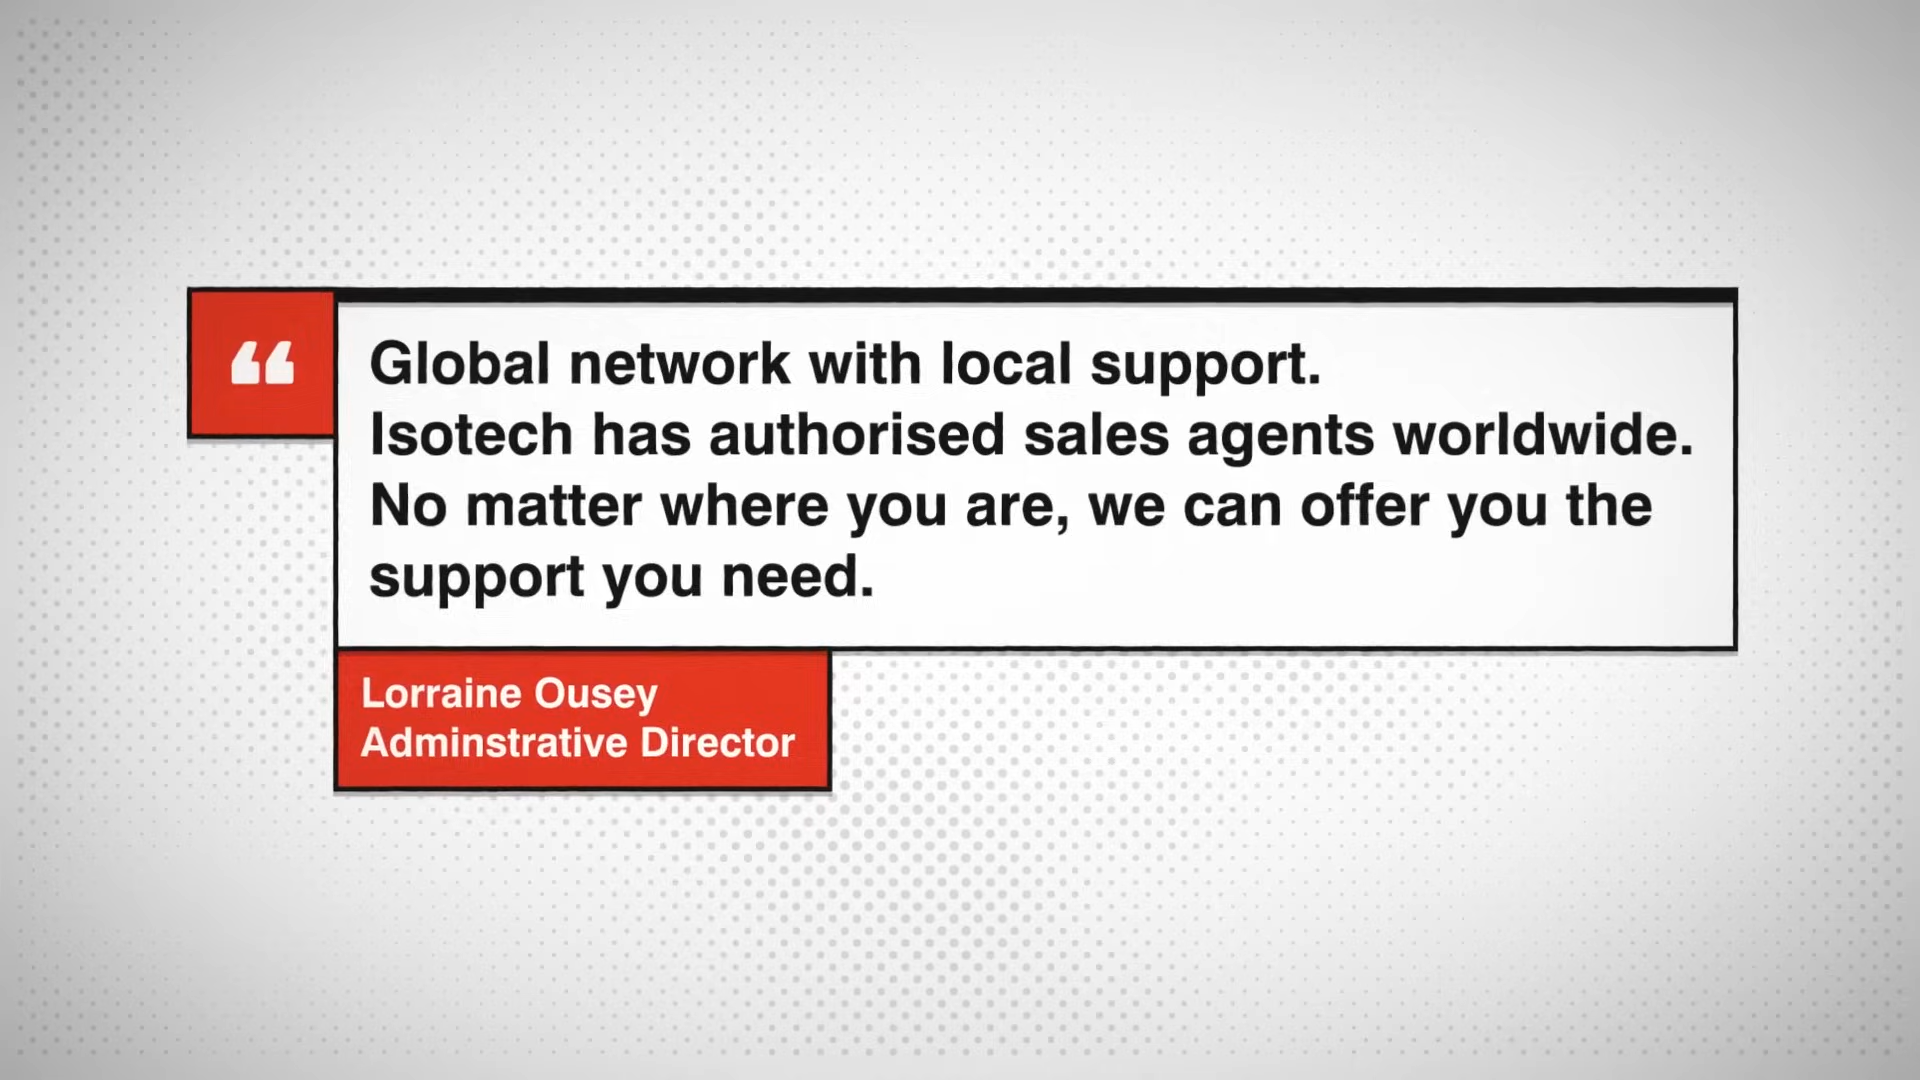 “
Global network with local support.
Isotech has authorised sales agents worldwide.
No matter where you are, we can offer you the
support you need.
Lorraine Ousey
Adminstrative Director